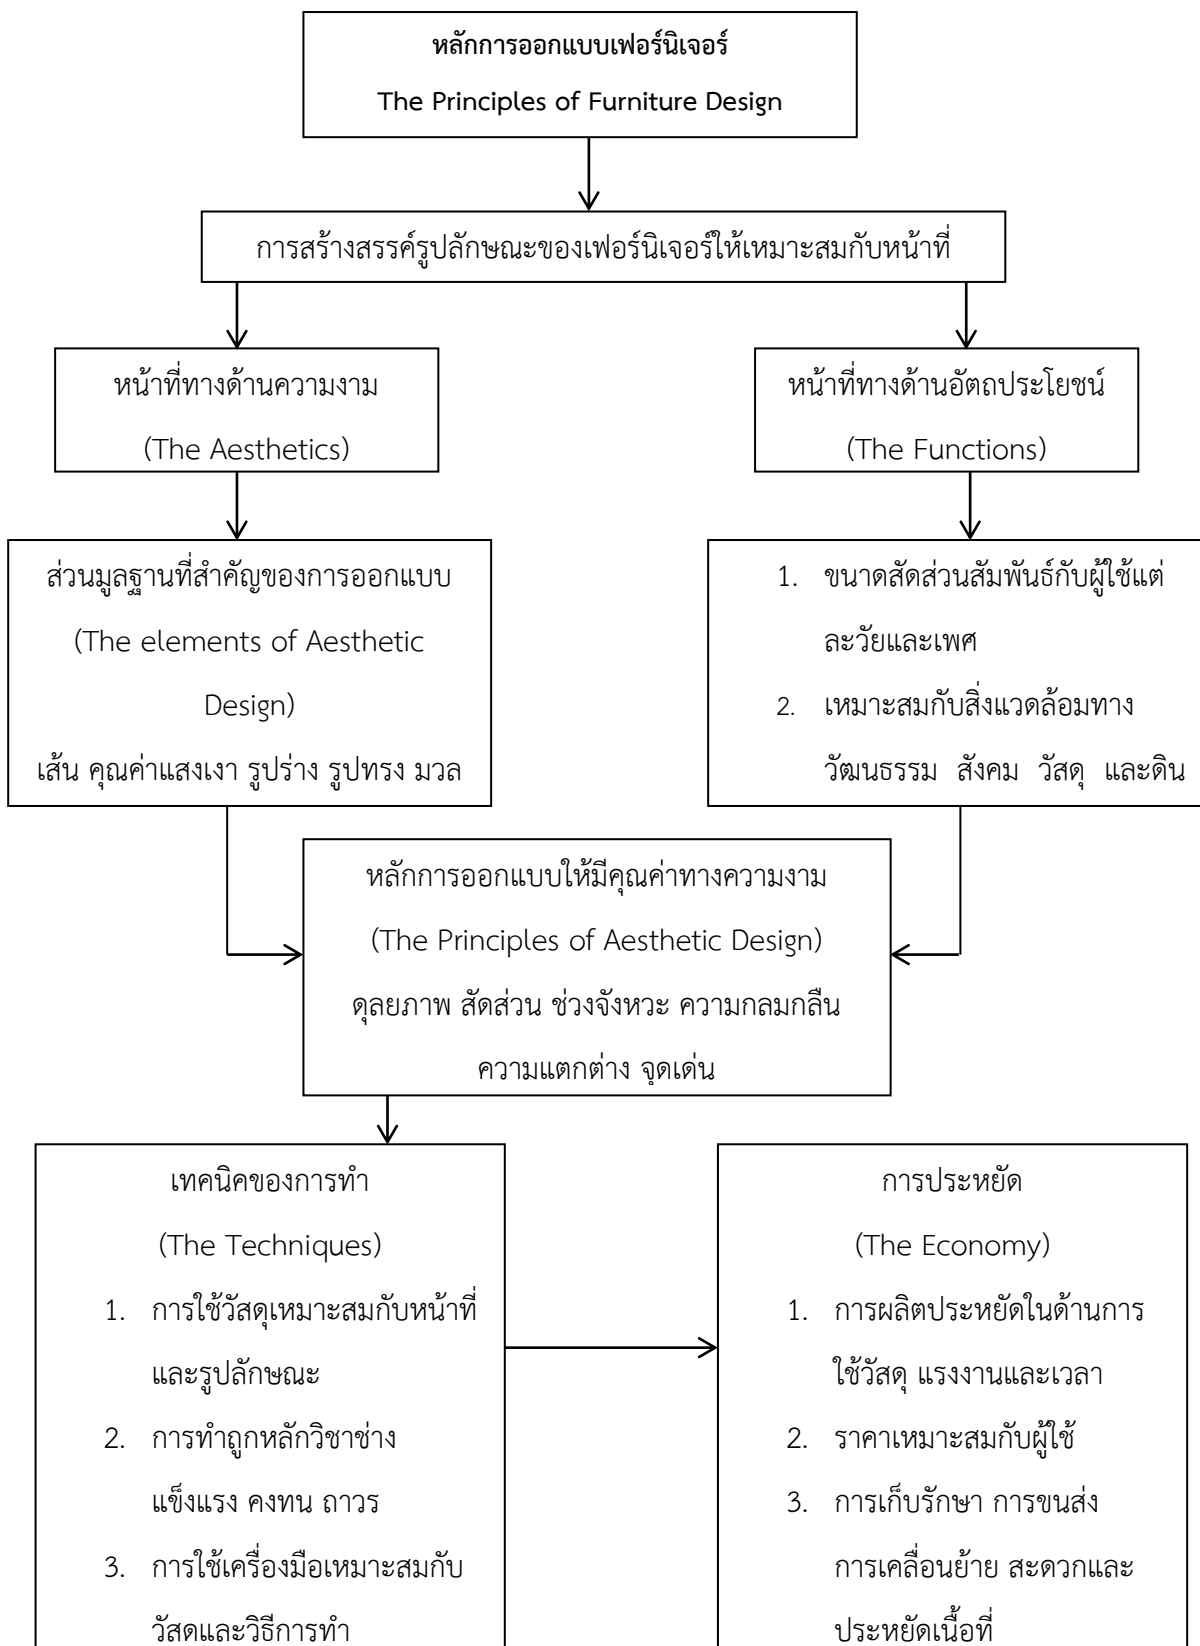 หลักการออกแบบเฟอร์นิเจอร์
The Principles of Furniture Design
การสร้างสรรค์รูปลักษณะของเฟอร์นิเจอร์ให้เหมาะสมกับหน้าที่
หน้าที่ทางด้านความงาม
(The Aesthetics)
หน้าที่ทางด้านอัตถประโยชน์
(The Functions)
ส่วนมูลฐานที่สำคัญของการออกแบบ
(The elements of Aesthetic
Design)
เส้น คุณค่าแสงเงา รูปร่าง รูปทรง มวล
1. ขนาดสัดส่วนสัมพันธ์กับผู้ใช้แต่
ละวัยและเพศ
2. เหมาะสมกับสิ่งแวดล้อมทาง
วัฒนธรรม สังคม วัสดุ และดิน
หลักการออกแบบให้มีคุณค่าทางความงาม
(The Principles of Aesthetic Design)
ดุลยภาพ สัดส่วน ช่วงจังหวะ ความกลมกลืน
ความแตกต่าง จุดเด่น
เทคนิคของการทำ
(The Techniques)
1. การใช้วัสดุเหมาะสมกับหน้าที่
และรูปลักษณะ
2. การทำถูกหลักวิชาช่าง
แข็งแรง คงทน ถาวร
3. การใช้เครื่องมือเหมาะสมกับ
วัสดและวิธีการทำ
การประหยัด
(The Economy)
1. การผลิตประหยัดในด้านการ
ใช้วัสดุ แรงงานและเวลา
2. ราคาเหมาะสมกับผู้ใช้
3. การเก็บรักษา การขนส่ง
การเคลื่อนย้าย สะดวกและ
ประหยัดเนื้อที่